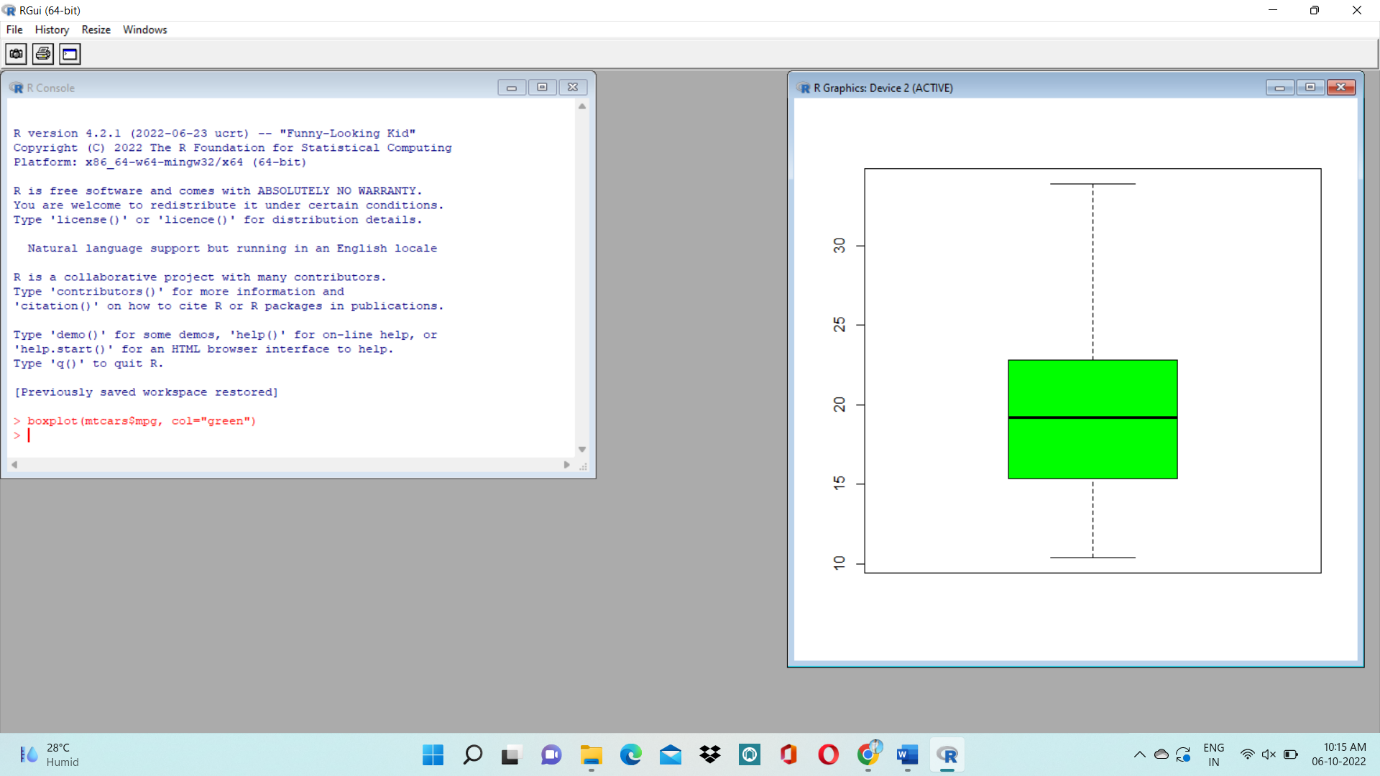 RGui (64-bit)
File History Resize Windows
R Console
R version 4.2.1 (2022-06-23 ucrt) -- "Funny-Looking Kid"
Copyright (C) 2022 The R Foundation for Statistical Computing
Platform: x86_64-w64-mingw32/x64 (64-bit)
R is free software and comes with ABSOLUTELY NO WARRANTY.
You are welcome to redistribute it under certain conditions.
Type 'license()' or 'licence()' for distribution details.
Natural language support but running in an English locale
R is a collaborative project with many contributors.
Type 'contributors()' for more information and
'citation()' on how to cite R or R packages in publications.
Type 'demo()' for some demos, 'help()' for on-line help, or
'help.start()' for an HTML browser interface to help.
Type 'q()' to quit R.
[Previously saved workspace restored]
> boxplot(mtcars$mpg, col="green")
>
R Graphics: Device 2 (ACTIVE)
30
25
20
15
10
28°C
Humid
ENG
IN
10:15 AM
06-10-2022